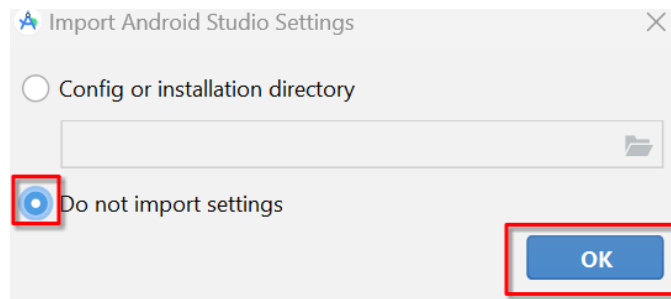 Import Android Studio Settings
Config or installation directory
Do not import settings
OK